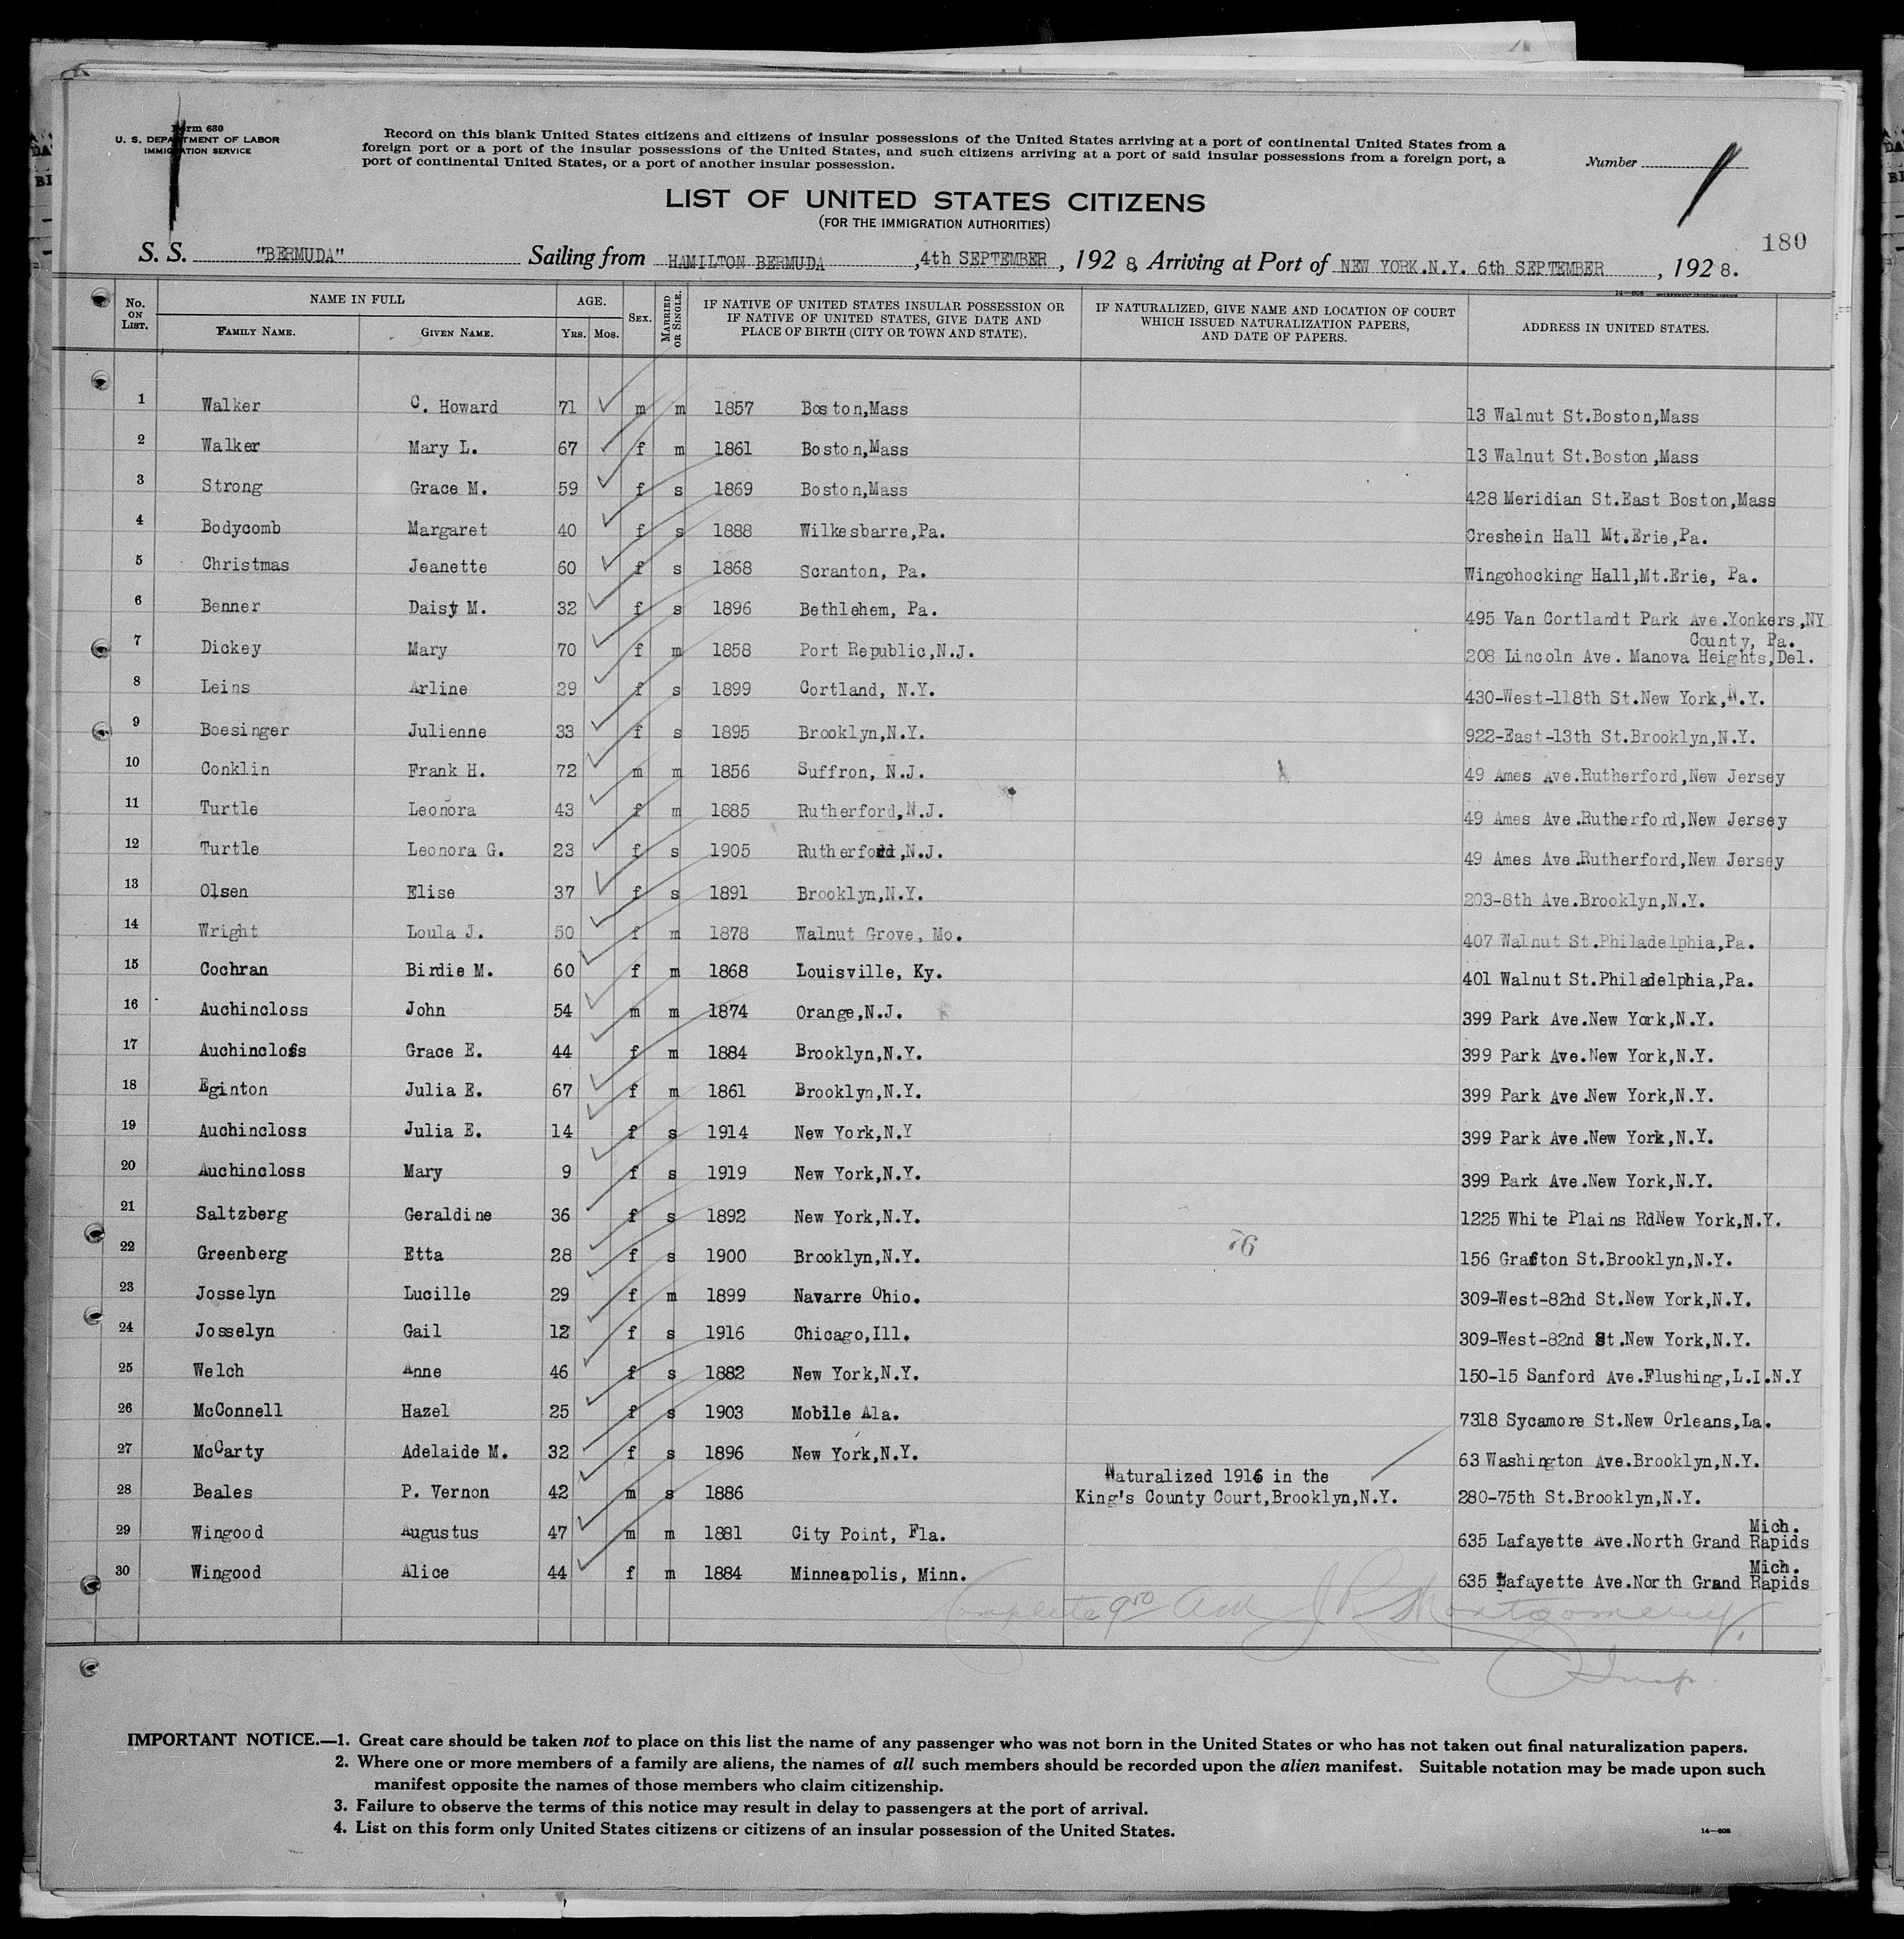 Form 630
U. S. DEPARTMENT OF LABOR
IMMIGRATION SERVICE
Record on this blank United States citizens and citizens of insular possessions of the United States arriving at a port of continental United States from a
foreign port or a port of the insular possessions of the United States, and such citizens arriving at a port of said insular possessions from a foreign port, a
port of continental United States, or a port of another insular possession.
Number
LIST OF UNITED STATES CITIZENS
(FOR THE IMMIGRATION AUTHORITIES)
180
S. S. "BERMUDA" Sailing from HAMILTON BERMUDA ,4th SEPTEMBER , 1928, Arriving at Port of NEW YORK.N.Y. 6th SEPTEMBER , 1928.
14—608 GOVERNMENT PRINTING OFFICE
No. ON LIST. NAME IN FULL FAMILY NAME. GIVEN NAME. AGE. YRS. MOS. SEX. MARRIED OR SINGLE. IF NATIVE OF UNITED STATES INSULAR POSSESSION OR IF NATIVE OF UNITED STATES, GIVE DATE AND PLACE OF BIRTH (CITY OR TOWN AND STATE). IF NATURALIZED, GIVE NAME AND LOCATION OF COURT WHICH ISSUED NATURALIZATION PAPERS, AND DATE OF PAPERS. ADDRESS IN UNITED STATES.
1 Walker C. Howard 71 m m 1857 Boston,Mass 13 Walnut St.Boston,Mass
2 Walker Mary L. 67 f m 1861 Boston,Mass 13 Walnut St.Boston,Mass
3 Strong Grace M. 59 f s 1869 Boston,Mass 428 Meridian St.East Boston,Mass
4 Bodycomb Margaret 40 f s 1888 Wilkesbarre,Pa. Creshein Hall Mt.Erie,Pa.
5 Christmas Jeanette 60 f s 1868 Scranton, Pa. Wingohocking Hall,Mt.Erie, Pa.
6 Benner Daisy M. 32 f s 1896 Bethlehem, Pa. 495 Van Cortlandt Park Ave.Yonkers,NY
County, Pa.
7 Dickey Mary 70 f m 1858 Port Republic,N.J. 208 Lincoln Ave. Manova Heights,Del.
8 Leins Arline 29 f s 1899 Cortland, N.Y. 430-West-118th St.New York,N.Y.
9 Boesinger Julienne 33 f s 1895 Brooklyn,N.Y. 922-East-13th St.Brooklyn,N.Y.
10 Conklin Frank H. 72 m m 1856 Suffron, N.J. 49 Ames Ave.Rutherford,New Jersey
11 Turtle Leonora 43 f m 1885 Rutherford,N.J. 49 Ames Ave.Rutherford,New Jersey
12 Turtle Leonora G. 23 f s 1905 Rutherford,N.J. 49 Ames Ave.Rutherford,New Jersey
13 Olsen Elise 37 f s 1891 Brooklyn,N.Y. 203-8th Ave.Brooklyn,N.Y.
14 Wright Loula J. 50 f m 1878 Walnut Grove, Mo. 407 Walnut St.Philadelphia,Pa.
15 Cochran Birdie M. 60 f m 1868 Louisville, Ky. 401 Walnut St.Philadelphia,Pa.
16 Auchincloss John 54 m m 1874 Orange,N.J. 399 Park Ave.New York,N.Y.
17 Auchincloss Grace E. 44 f m 1884 Brooklyn,N.Y. 399 Park Ave.New York,N.Y.
18 Eginton Julia E. 67 f m 1861 Brooklyn,N.Y. 399 Park Ave.New York,N.Y.
19 Auchincloss Julia E. 14 f s 1914 New York,N.Y 399 Park Ave.New York,N.Y.
20 Auchincloss Mary 9 f s 1919 New York,N.Y. 399 Park Ave.New York,N.Y.
21 Saltzberg Geraldine 36 f s 1892 New York,N.Y. 1225 White Plains RdNew York,N.Y.
22 Greenberg Etta 28 f s 1900 Brooklyn,N.Y. 76 156 Grafton St.Brooklyn,N.Y.
23 Josselyn Lucille 29 f m 1899 Navarre Ohio. 309-West-82nd St.New York,N.Y.
24 Josselyn Gail 12 f s 1916 Chicago,Ill. 309-West-82nd St.New York,N.Y.
25 Welch Anne 46 f s 1882 New York,N.Y. 150-15 Sanford Ave.Flushing,L.I.N.Y
26 McConnell Hazel 25 f s 1903 Mobile Ala. 7318 Sycamore St.New Orleans,La.
27 McCarty Adelaide M. 32 f s 1896 New York,N.Y. 63 Washington Ave.Brooklyn,N.Y.
Naturalized 1916 in the
28 Beales P. Vernon 42 m s 1886 King's County Court,Brooklyn,N.Y. 280-75th St.Brooklyn,N.Y.
Mich.
29 Wingood Augustus 47 m m 1881 City Point, Fla. 635 Lafayette Ave.North Grand Rapids
Mich.
30 Wingood Alice 44 f m 1884 Minneapolis, Minn. 635 Lafayette Ave.North Grand Rapids
Montgomery
Insp.
IMPORTANT NOTICE.—1. Great care should be taken not to place on this list the name of any passenger who was not born in the United States or who has not taken out final naturalization papers.
2. Where one or more members of a family are aliens, the names of all such members should be recorded upon the alien manifest. Suitable notation may be made upon such
manifest opposite the names of those members who claim citizenship.
3. Failure to observe the terms of this notice may result in delay to passengers at the port of arrival.
4. List on this form only United States citizens or citizens of an insular possession of the United States.
14—608